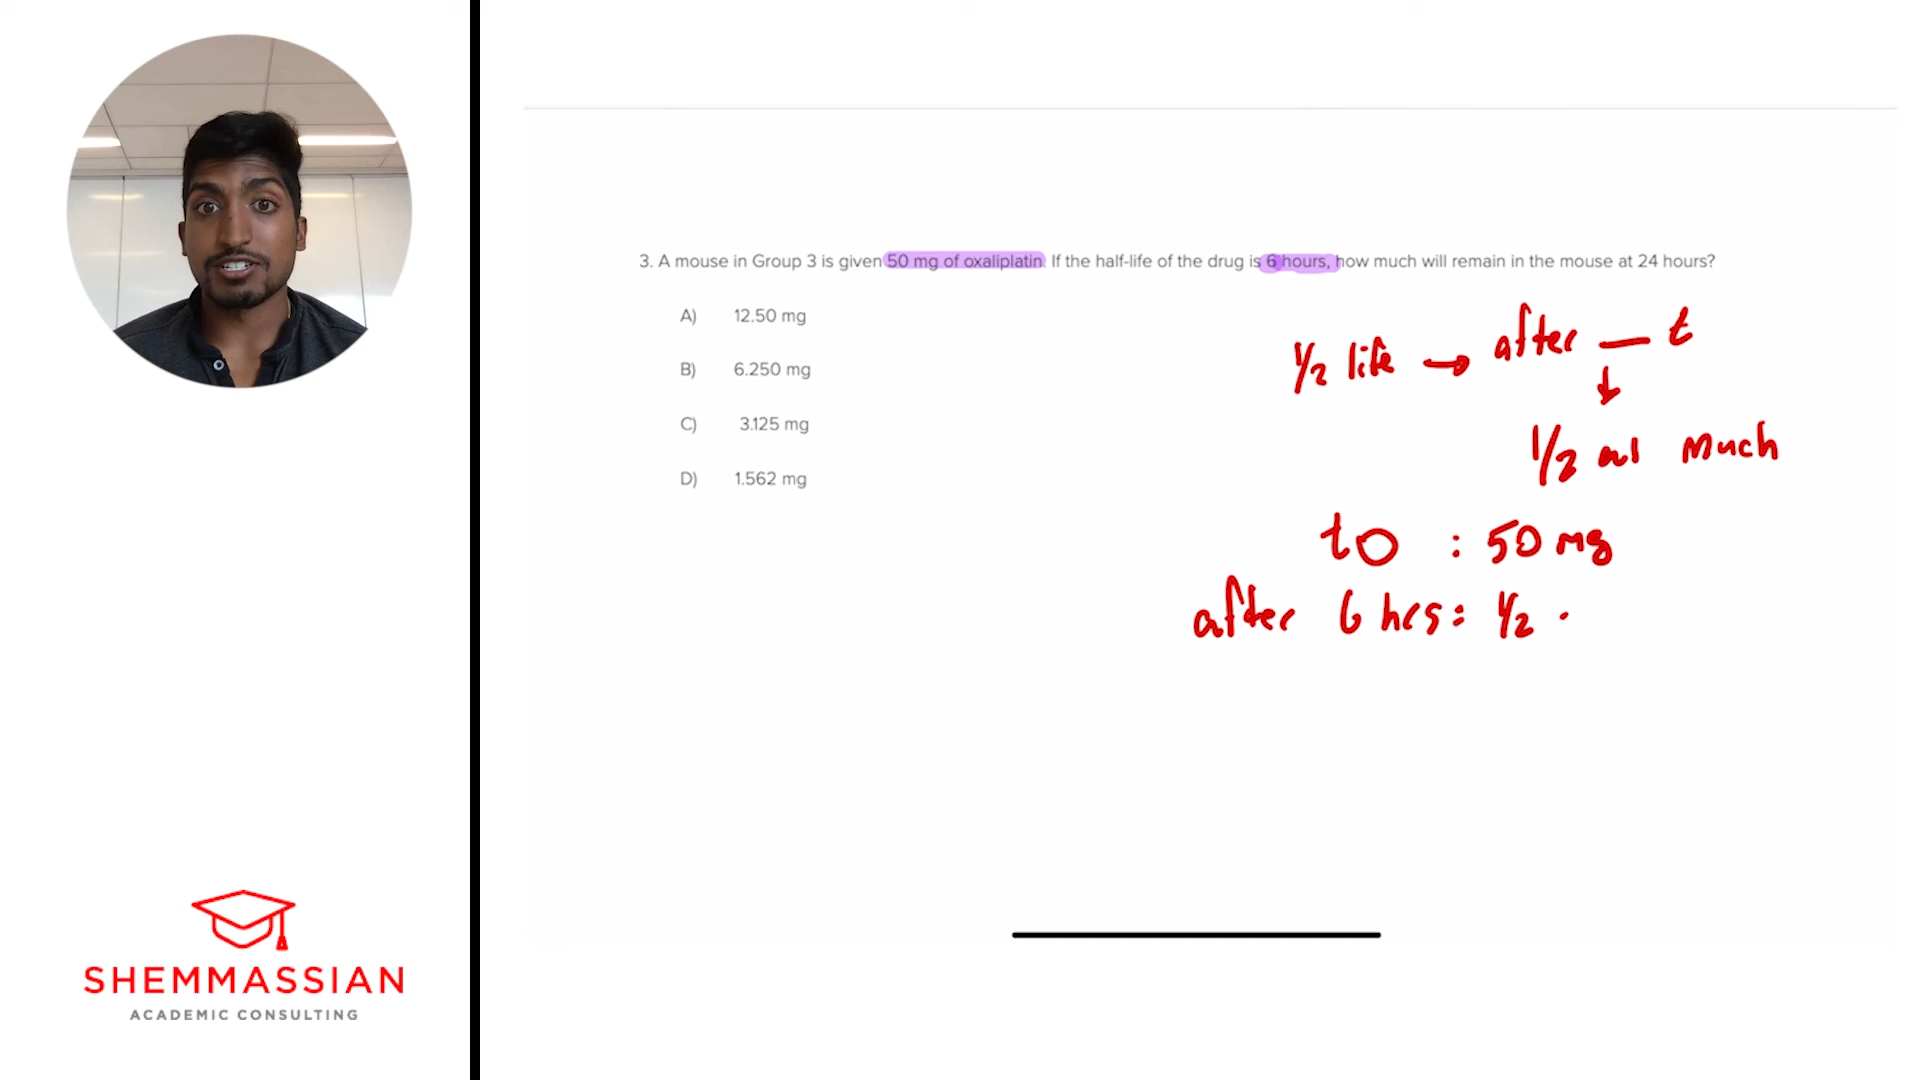 3. A mouse in Group 3 is given 50 mg of oxaliplatin. If the half-life of the drug is 6 hours, how much will remain in the mouse at 24 hours?
A) 12.50 mg
B) 6.250 mg
C) 3.125 mg
D) 1.562 mg
1/2 life → after — t
↓
1/2 as much
t0 : 50 mg
after 6 hrs: 1/2 ·
SHEMMASSIAN
ACADEMIC CONSULTING